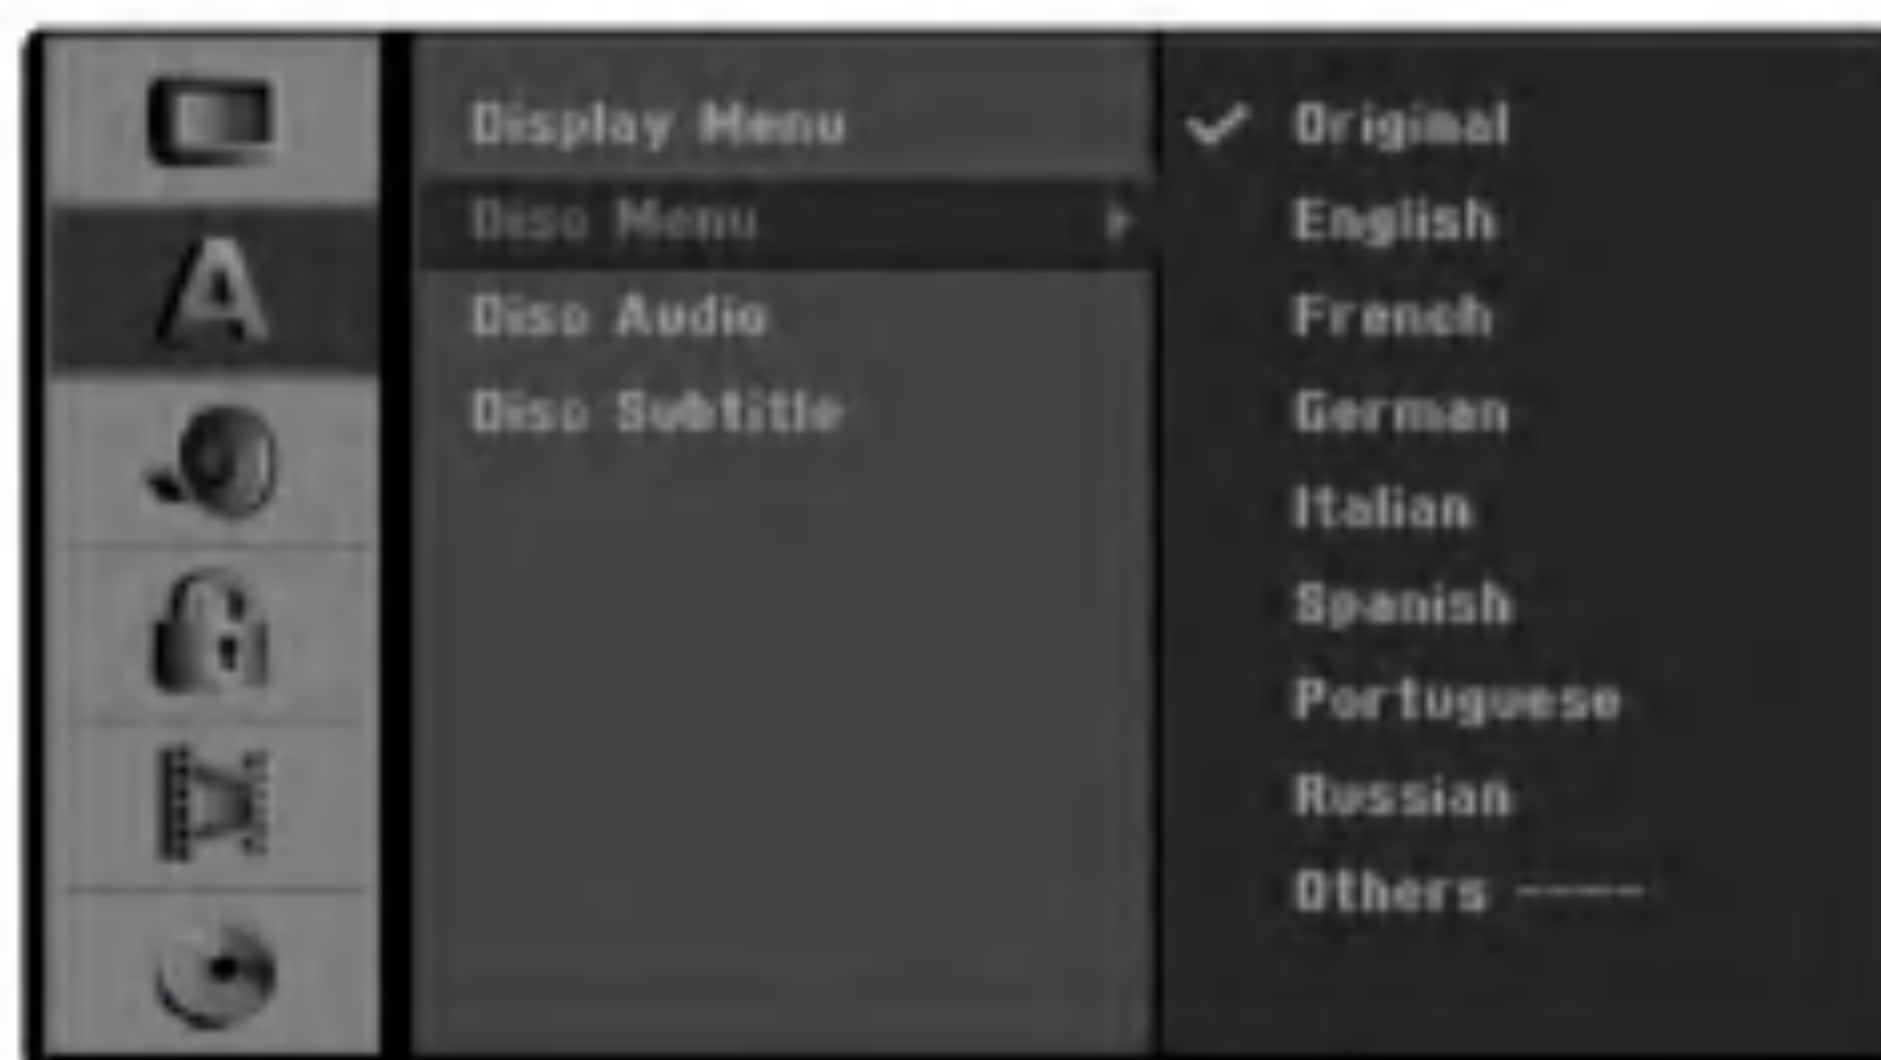 A
Display Menu
Disc Menu
Disc Audio
Disc Subtitle
Original
English
French
German
Italian
Spanish
Portuguese
Russian
Others ----